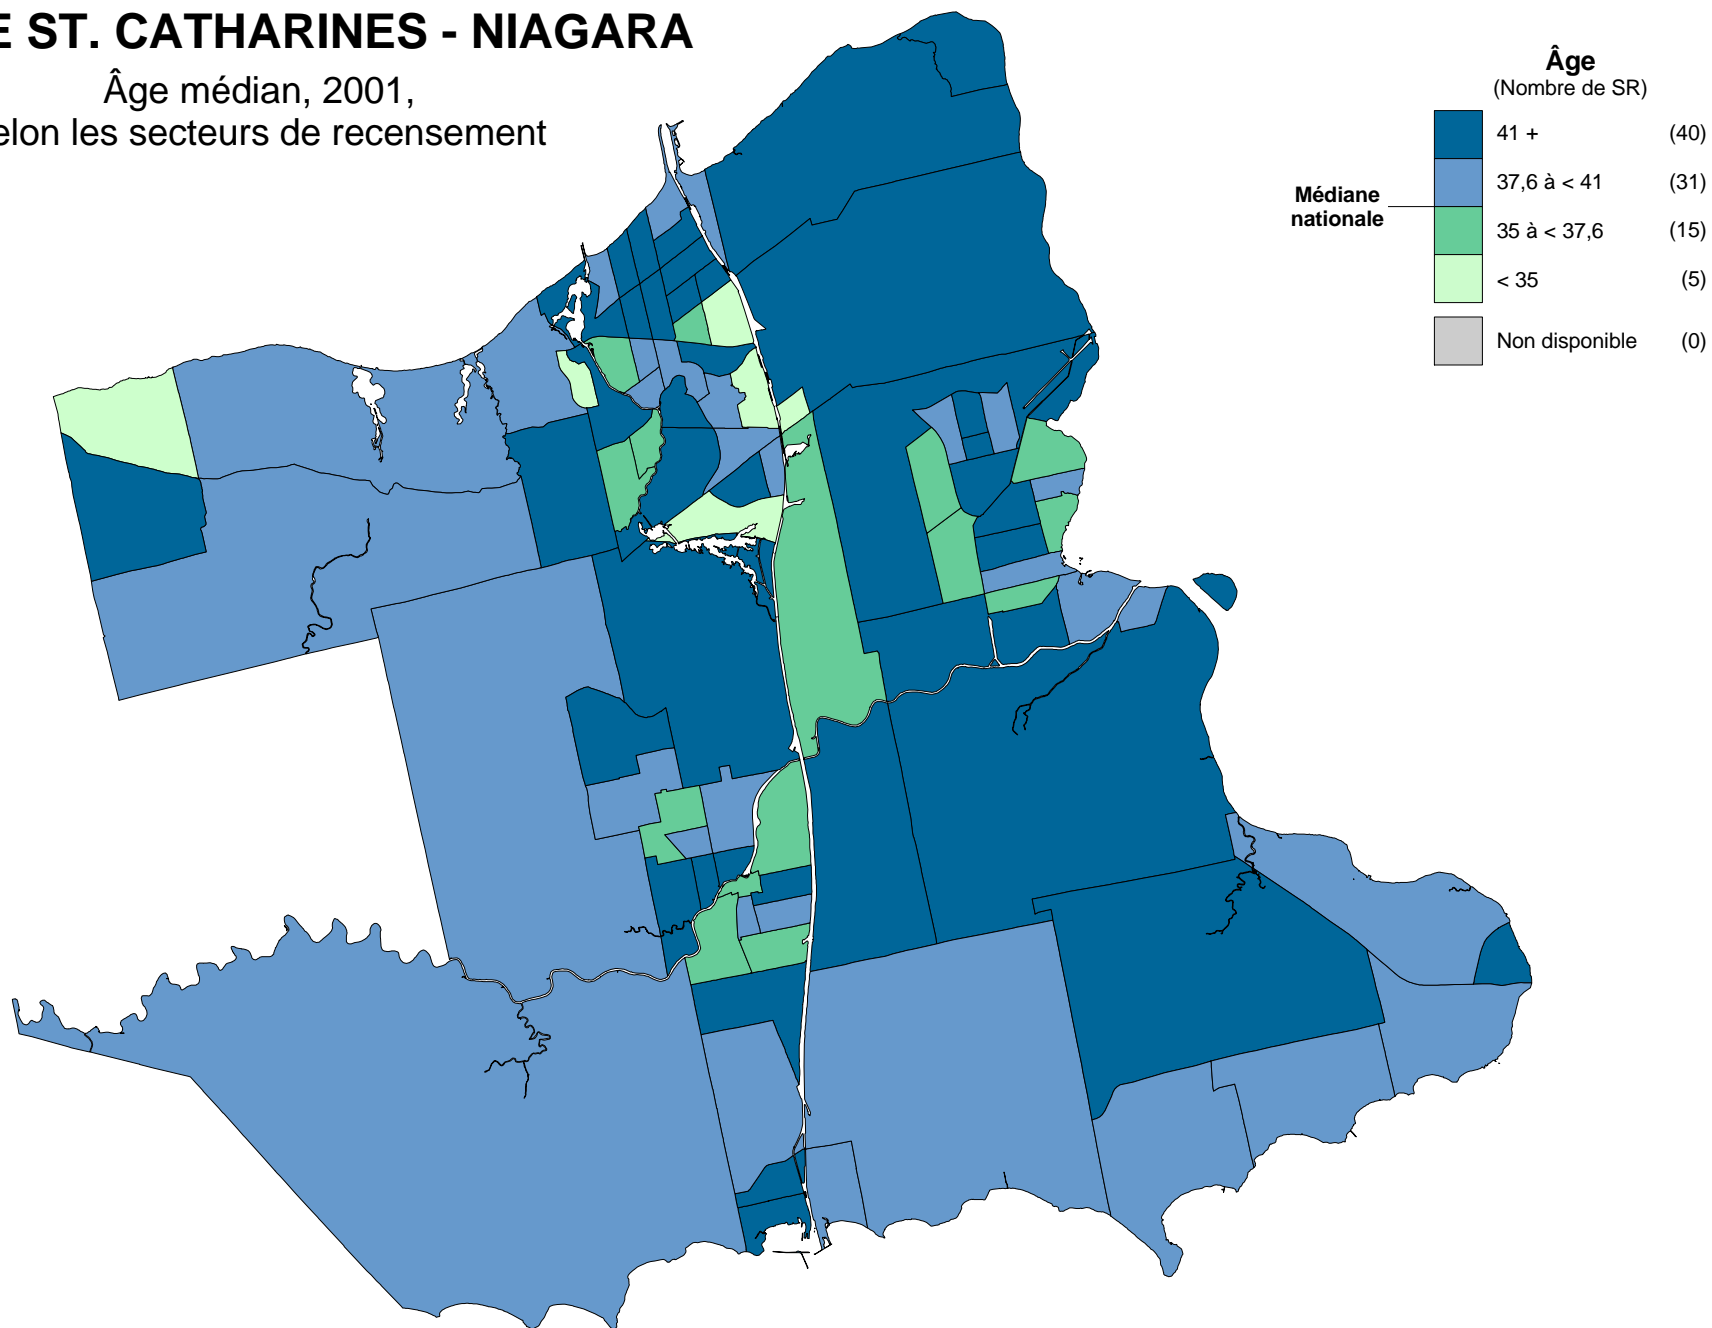 E ST. CATHARINES - NIAGARA
Âge médian, 2001,
elon les secteurs de recensement
Âge
(Nombre de SR)
41 + (40)
37,6 à < 41 (31)
Médiane
nationale
35 à < 37,6 (15)
< 35 (5)
Non disponible (0)